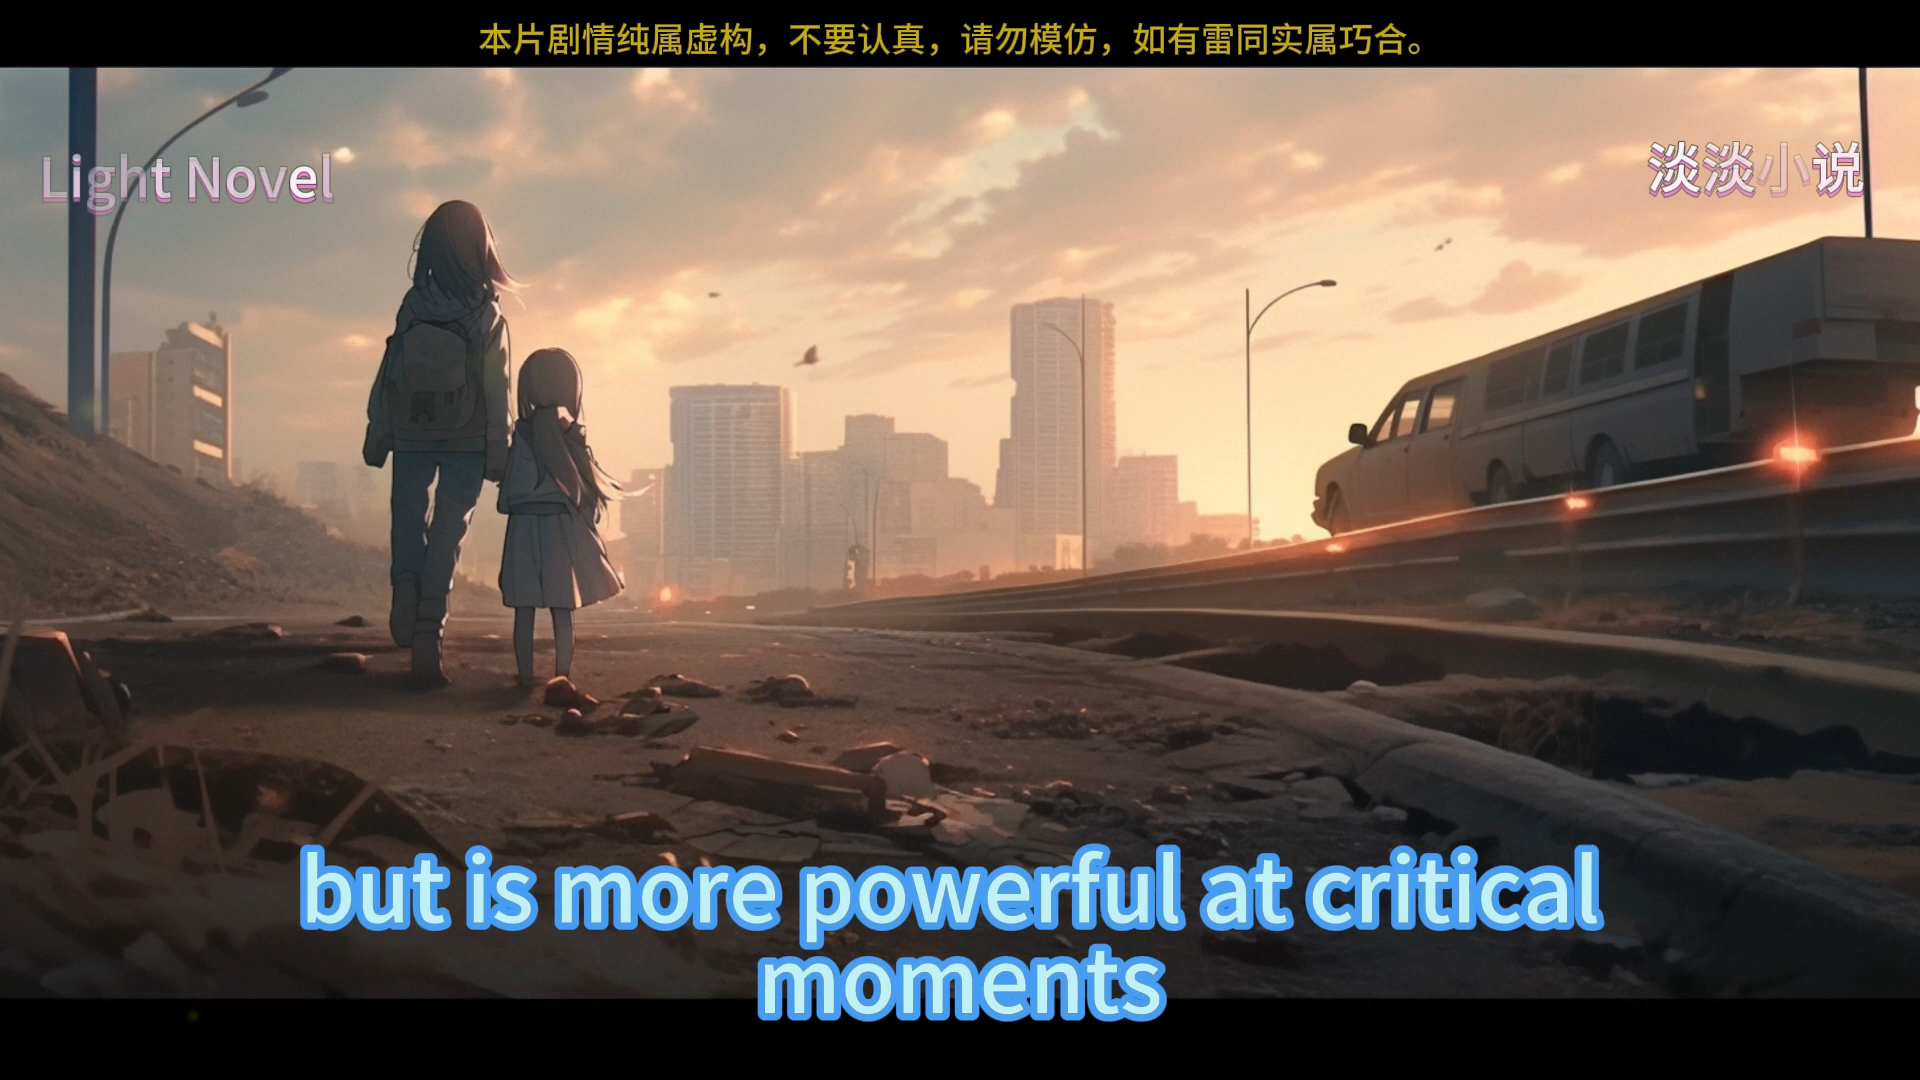 本片剧情纯属虚构，不要认真，请勿模仿，如有雷同实属巧合。
Light Novel
淡淡小说
but is more powerful at critical
moments